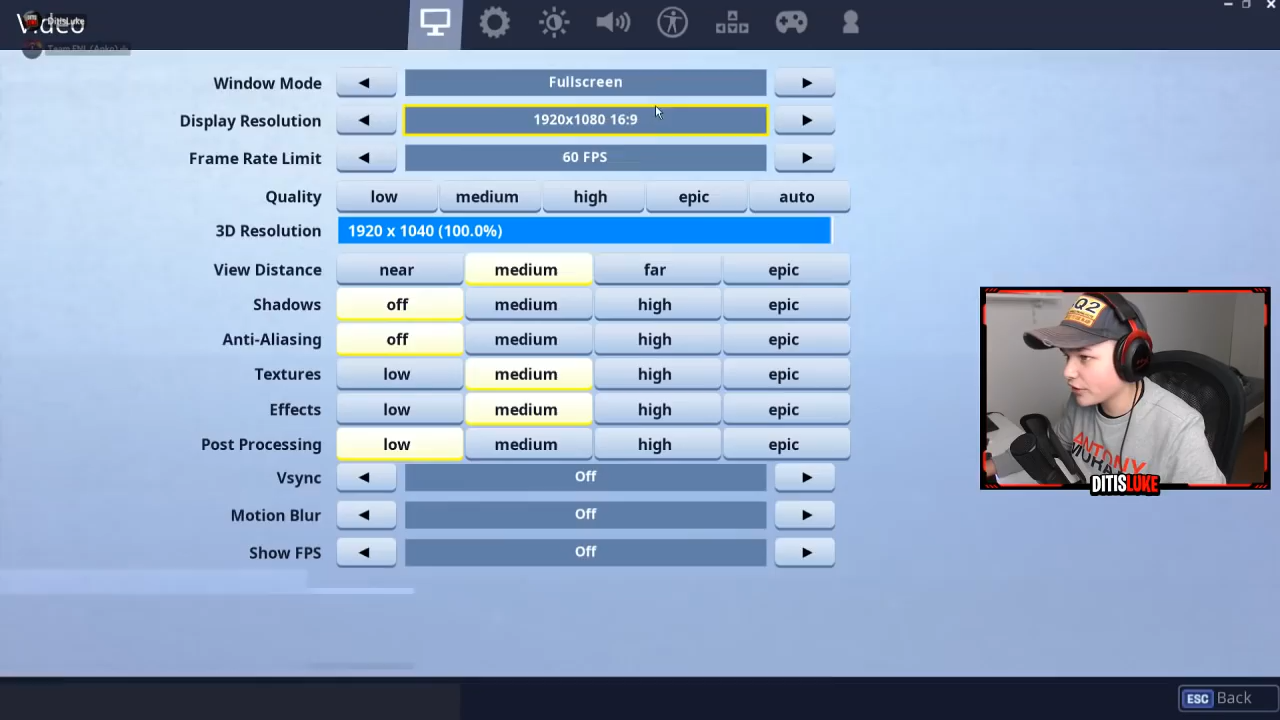 Video
DitisLuke
Window Mode Fullscreen
Display Resolution 1920x1080 16:9
Frame Rate Limit 60 FPS
Quality low medium high epic auto
3D Resolution 1920 x 1040 (100.0%)
View Distance near medium far epic
Shadows off medium high epic
Anti-Aliasing off medium high epic
Textures low medium high epic
Effects low medium high epic
Post Processing low medium high epic
Vsync Off
Motion Blur Off
Show FPS Off
DITISLUKE
ESC Back